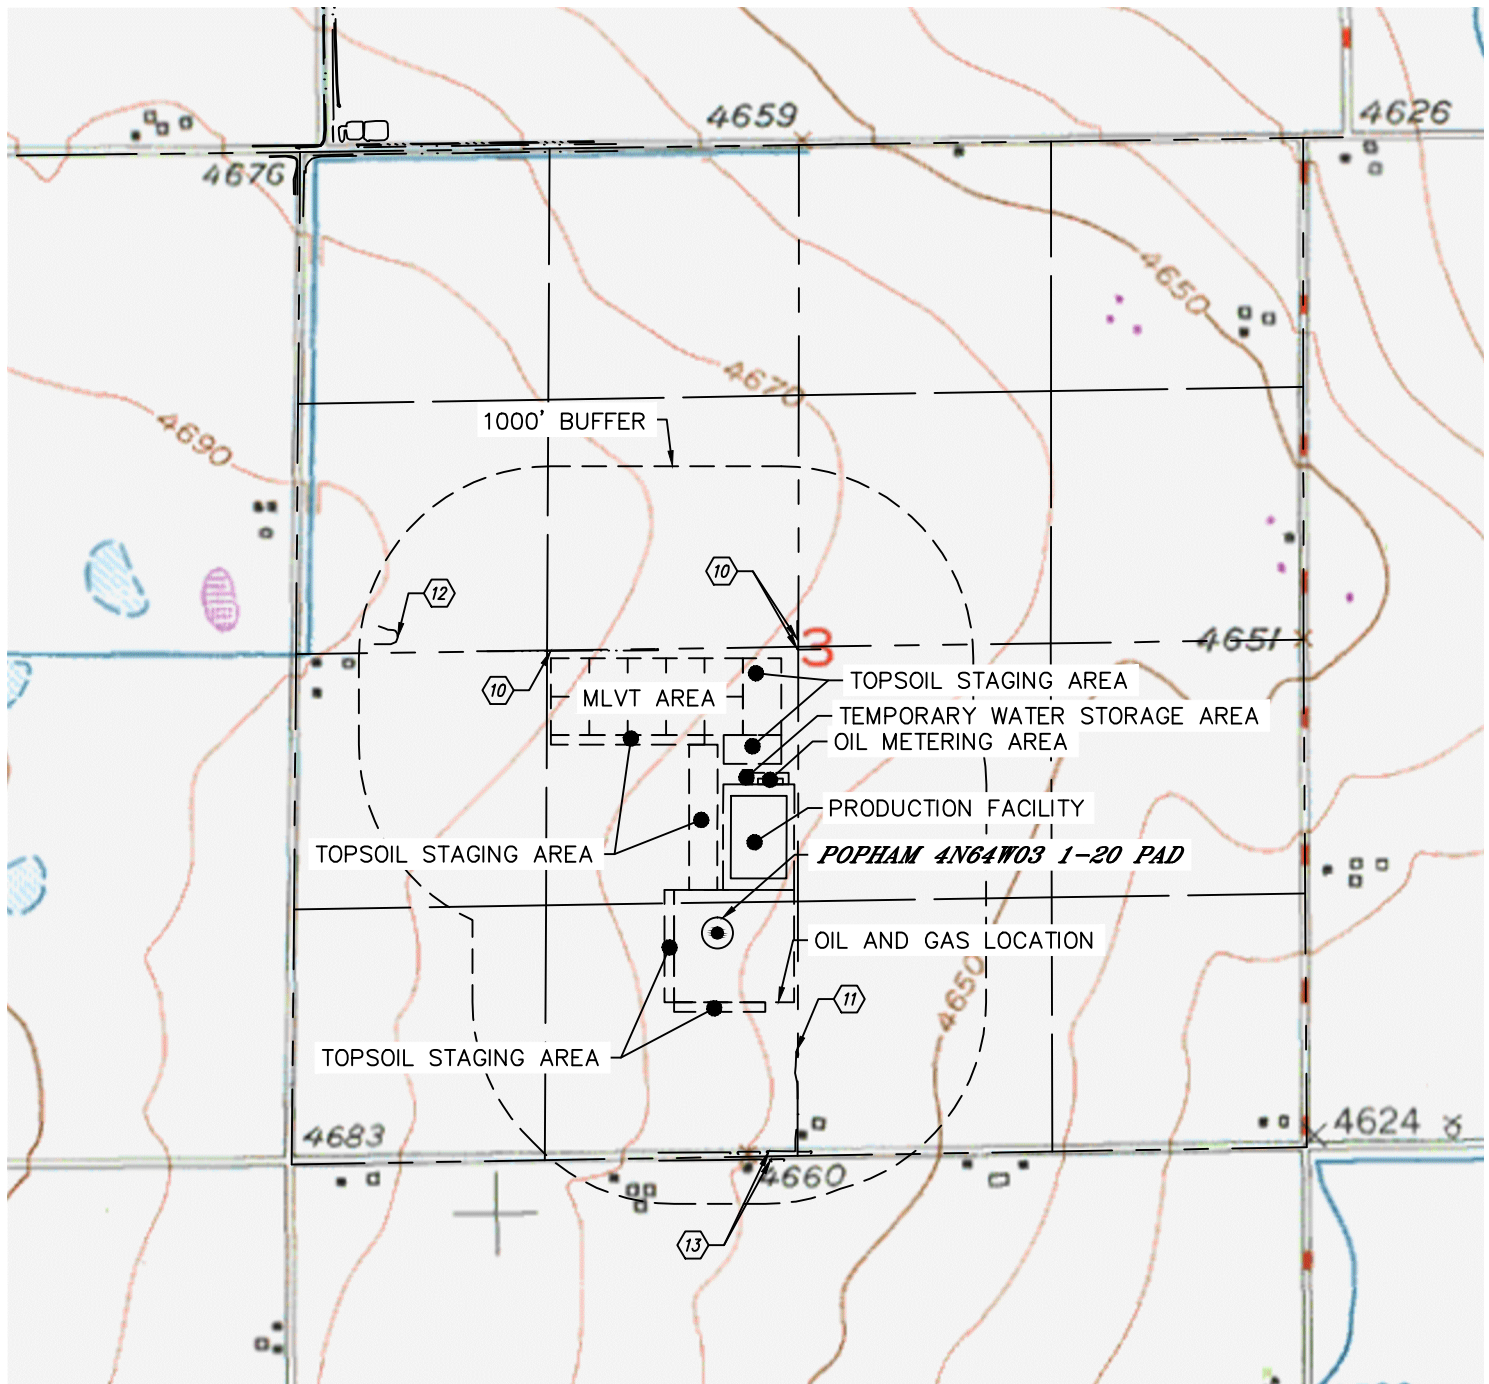 4659
4626
4676
4650
4670
4690
1000' BUFFER
10
12
3
4651
10
MLVT AREA
TOPSOIL STAGING AREA
TEMPORARY WATER STORAGE AREA
OIL METERING AREA
PRODUCTION FACILITY
TOPSOIL STAGING AREA
POPHAM 4N64W03 1-20 PAD
OIL AND GAS LOCATION
4650
11
TOPSOIL STAGING AREA
4683
4624
4660
13